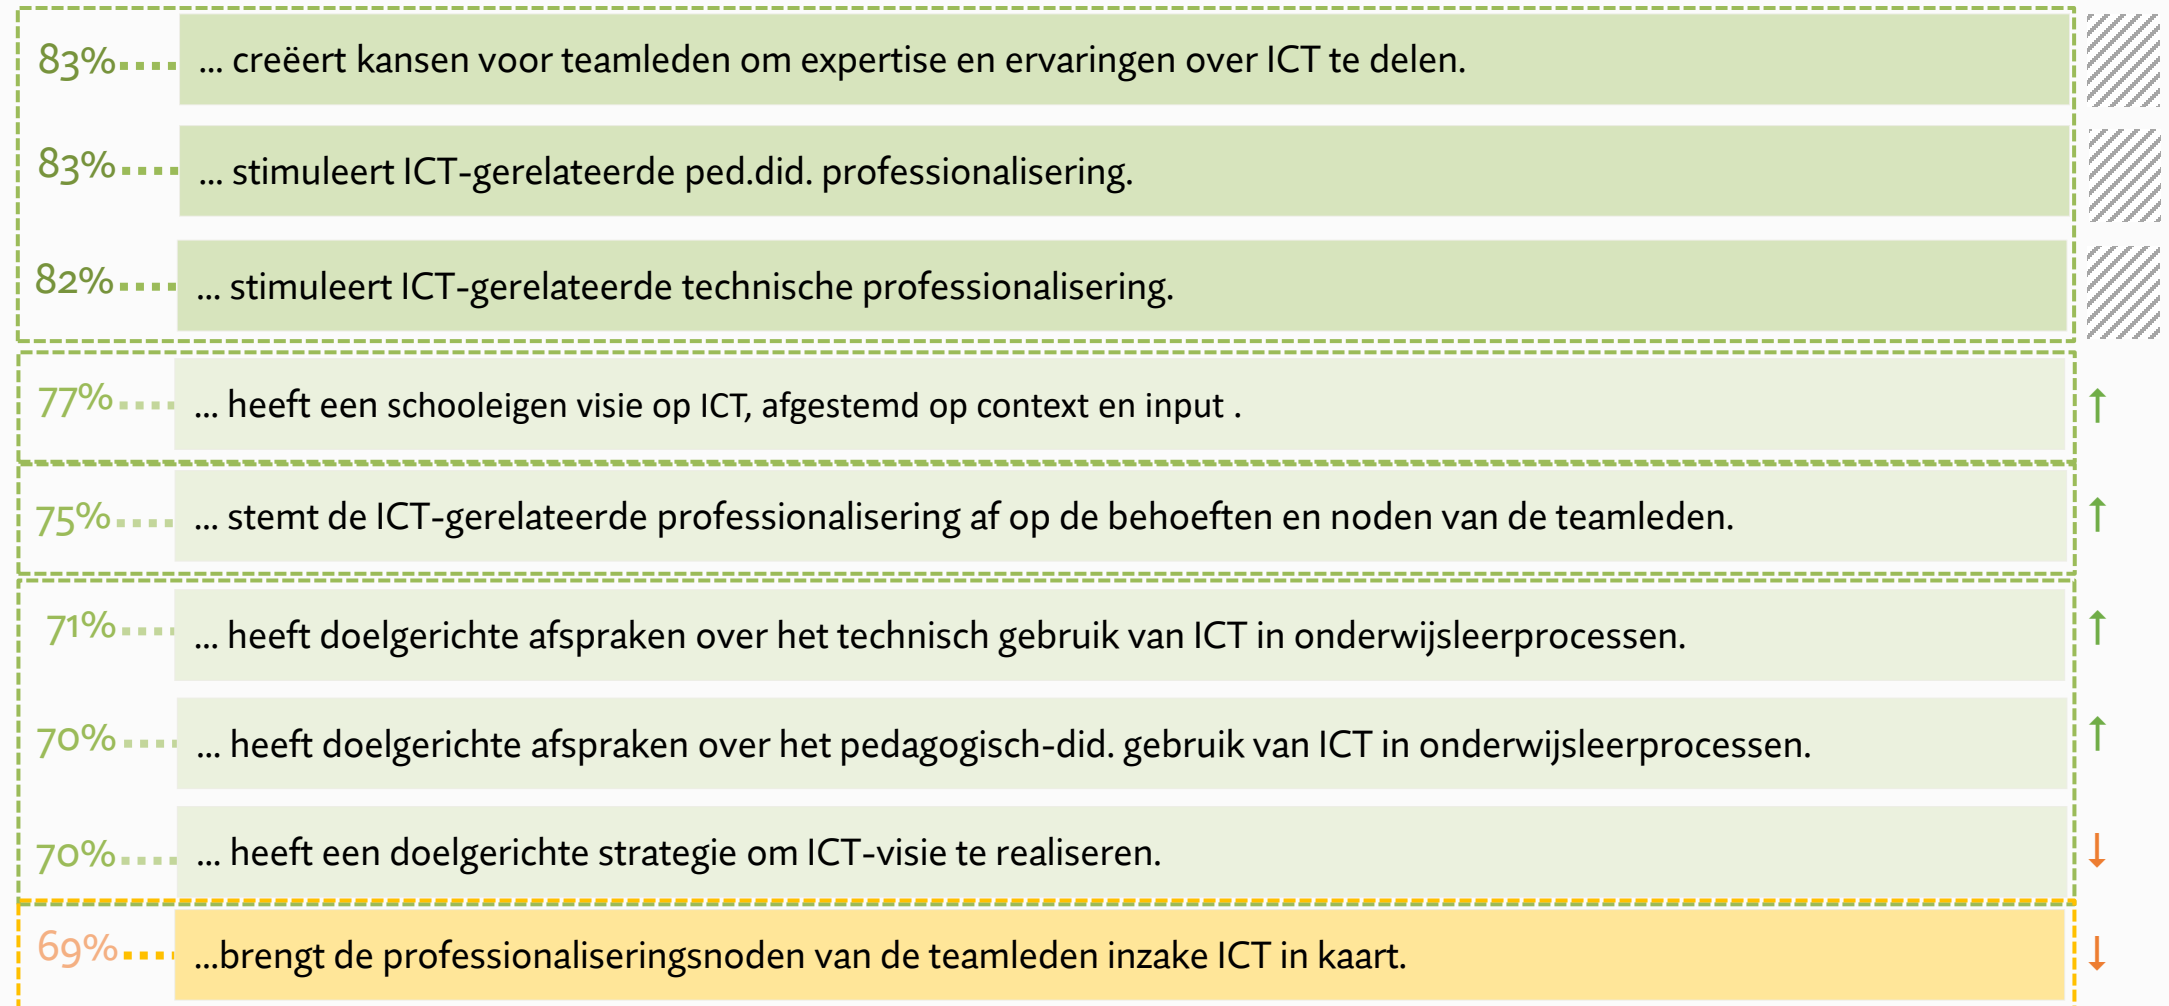 83% ... creëert kansen voor teamleden om expertise en ervaringen over ICT te delen.
83% ... stimuleert ICT-gerelateerde ped.did. professionalisering.
82% ... stimuleert ICT-gerelateerde technische professionalisering.
77% ... heeft een schooleigen visie op ICT, afgestemd op context en input .
↑
75% ... stemt de ICT-gerelateerde professionalisering af op de behoeften en noden van de teamleden.
↑
71% ... heeft doelgerichte afspraken over het technisch gebruik van ICT in onderwijsleerprocessen.
↑
70% ... heeft doelgerichte afspraken over het pedagogisch-did. gebruik van ICT in onderwijsleerprocessen.
↑
70% ... heeft een doelgerichte strategie om ICT-visie te realiseren.
↓
69% ...brengt de professionaliseringsnoden van de teamleden inzake ICT in kaart.
↓